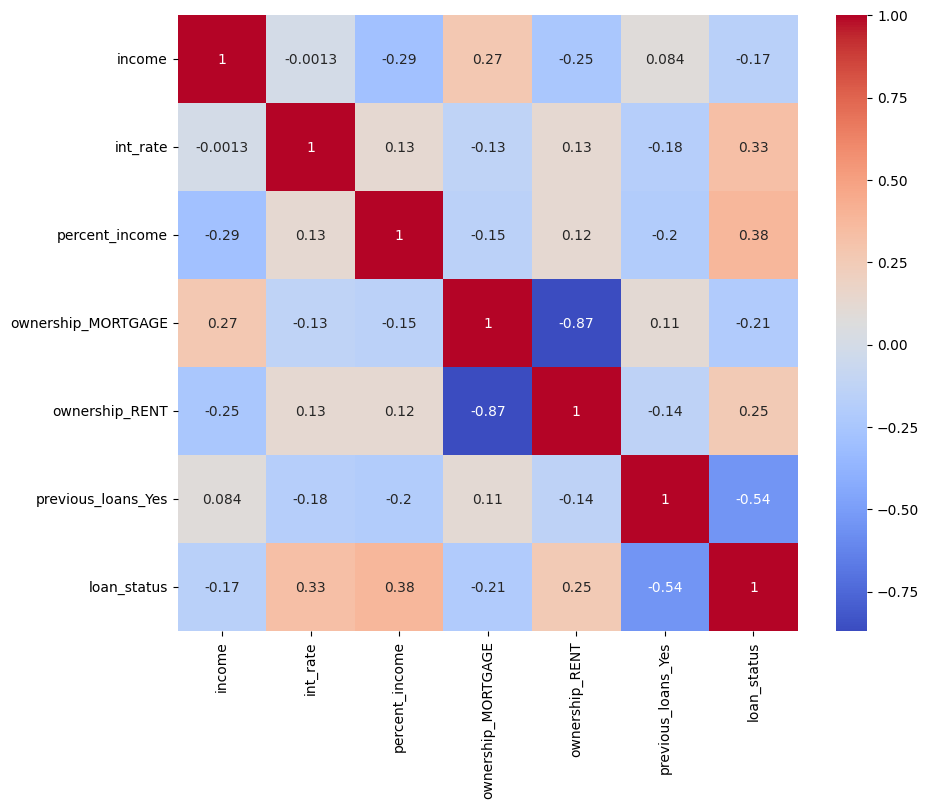 income 1 -0.0013 -0.29 0.27 -0.25 0.084 -0.17
int_rate -0.0013 1 0.13 -0.13 0.13 -0.18 0.33
percent_income -0.29 0.13 1 -0.15 0.12 -0.2 0.38
ownership_MORTGAGE 0.27 -0.13 -0.15 1 -0.87 0.11 -0.21
ownership_RENT -0.25 0.13 0.12 -0.87 1 -0.14 0.25
previous_loans_Yes 0.084 -0.18 -0.2 0.11 -0.14 1 -0.54
loan_status -0.17 0.33 0.38 -0.21 0.25 -0.54 1
income
int_rate
percent_income
ownership_MORTGAGE
ownership_RENT
previous_loans_Yes
loan_status
1.00
0.75
0.50
0.25
0.00
−0.25
−0.50
−0.75